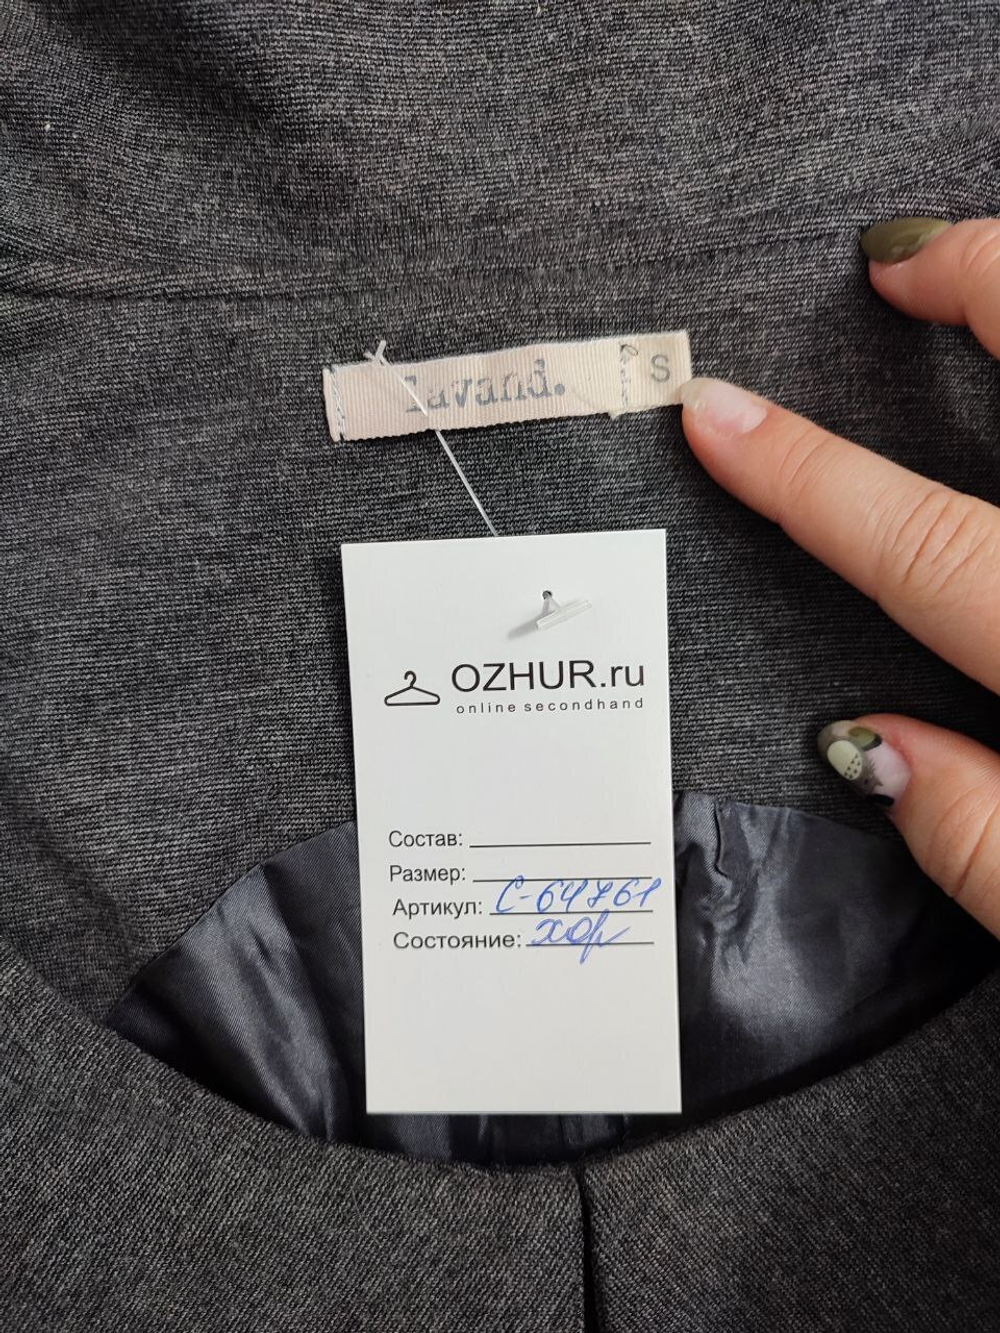 lavand. S
OZHUR.ru
online secondhand
Состав:
Размер:
Артикул: С-64761
Состояние: хор